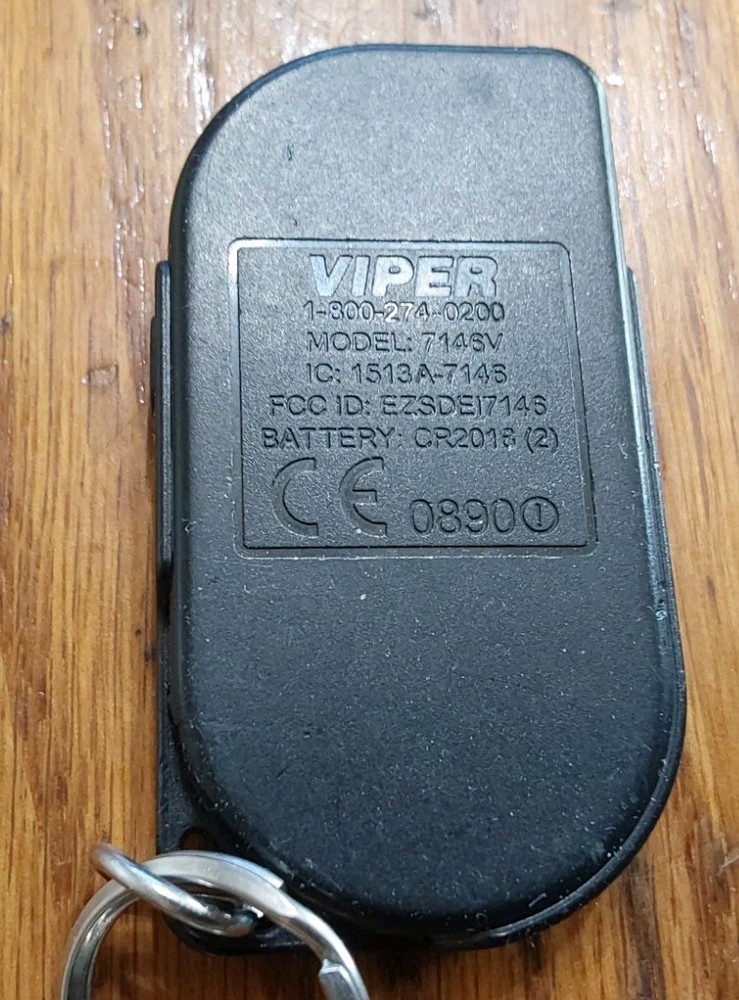 VIPER
1-800-274-0200
MODEL: 7146V
IC: 1513A-7146
FCC ID: EZSDEI7146
BATTERY: CR2016 (2)
CE 0890 !